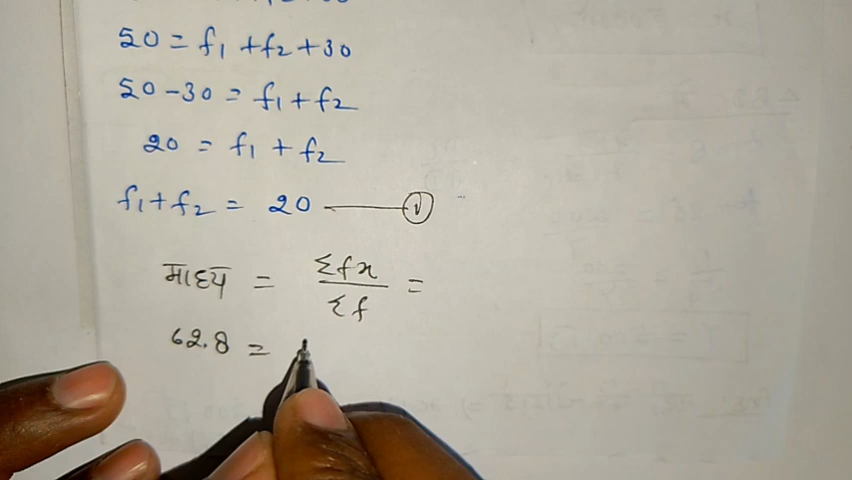 50 = f₁ + f₂ + 30
50 - 30 = f₁ + f₂
20 = f₁ + f₂
f₁ + f₂ = 20 —— ①
माध्य = Σfx / Σf =
62.8 =